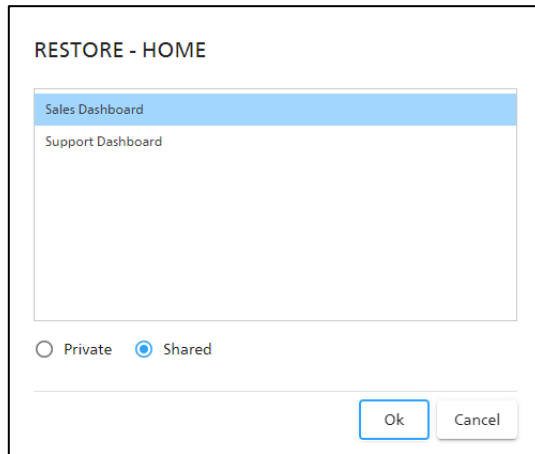 RESTORE - HOME
Sales Dashboard
Support Dashboard
Private Shared
Ok Cancel